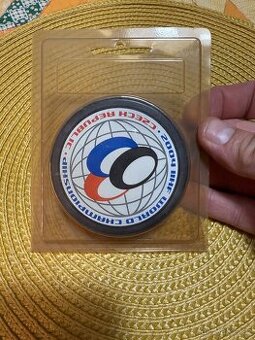 2004 IIHF WORLD CHAMPIONSHIP
• CZECH REPUBLIC •